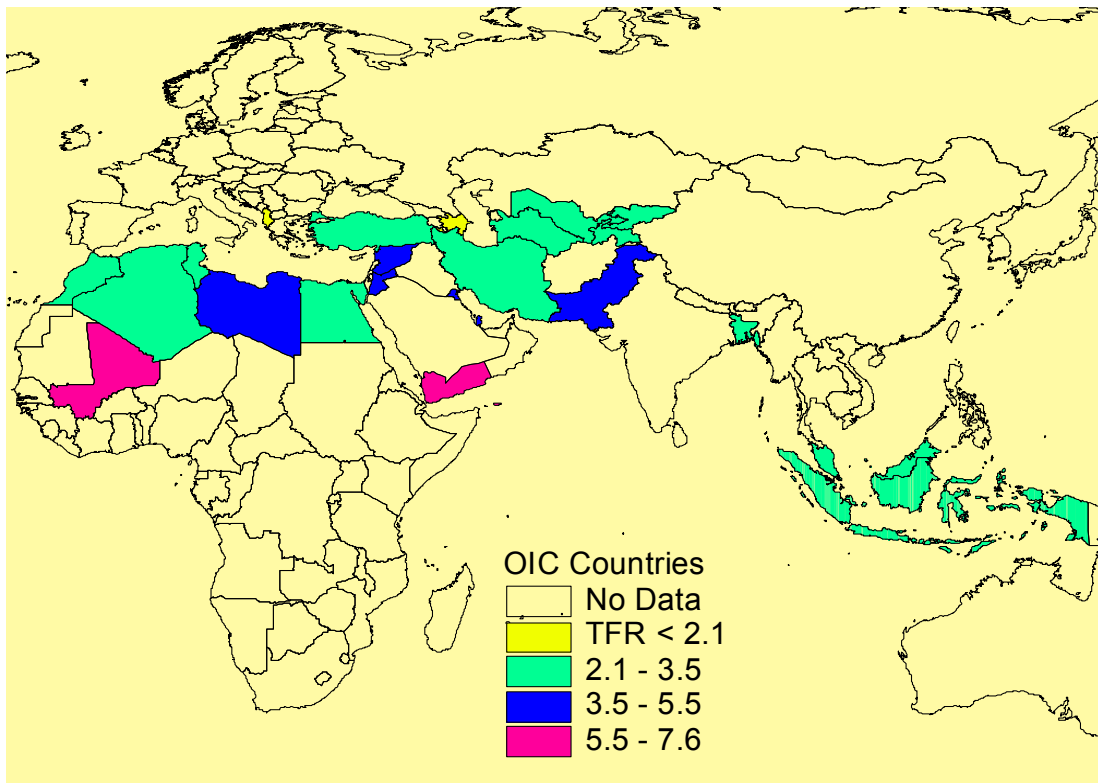 OIC Countries
No Data
TFR < 2.1
2.1 - 3.5
3.5 - 5.5
5.5 - 7.6